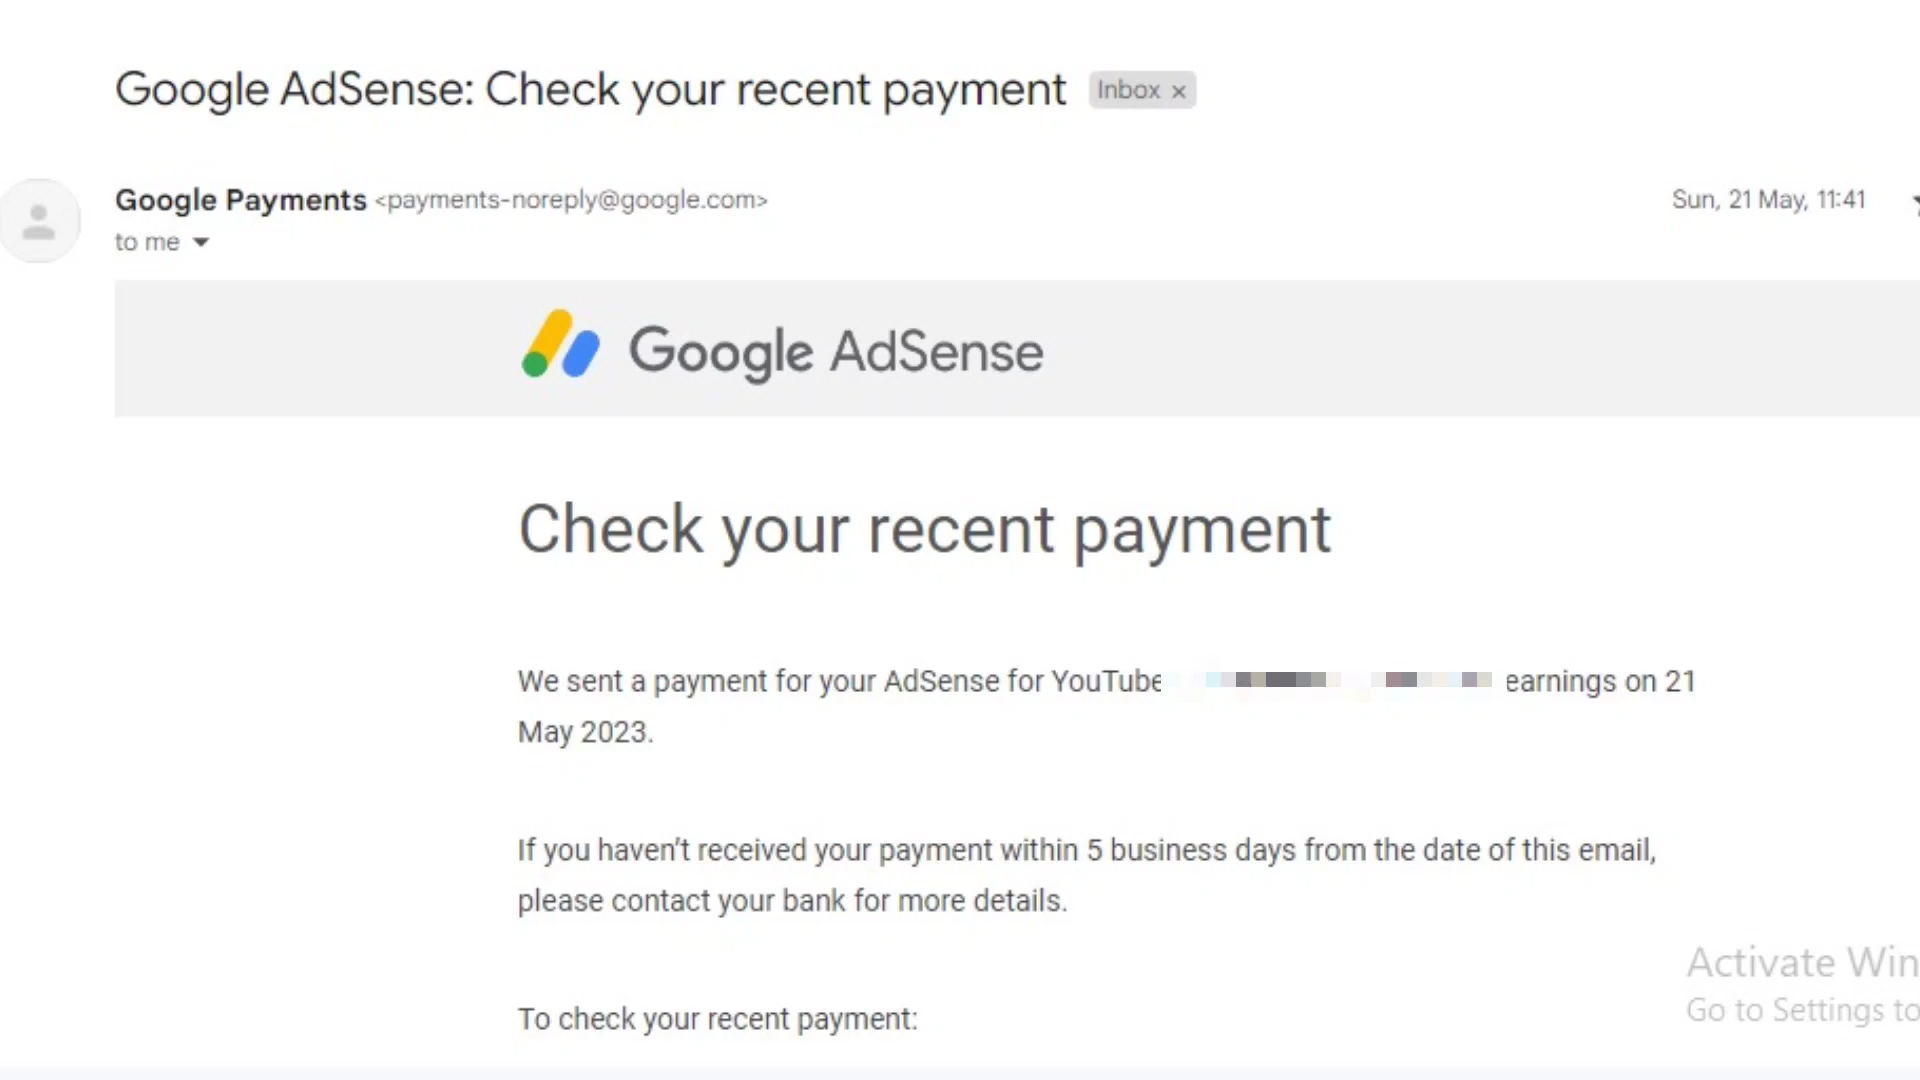 Google AdSense: Check your recent payment Inbox x
Google Payments <payments-noreply@google.com> Sun, 21 May, 11:41
to me
Google AdSense
Check your recent payment
We sent a payment for your AdSense for YouTube earnings on 21
May 2023.
If you haven’t received your payment within 5 business days from the date of this email,
please contact your bank for more details.
Activate Win
Go to Settings to
To check your recent payment: